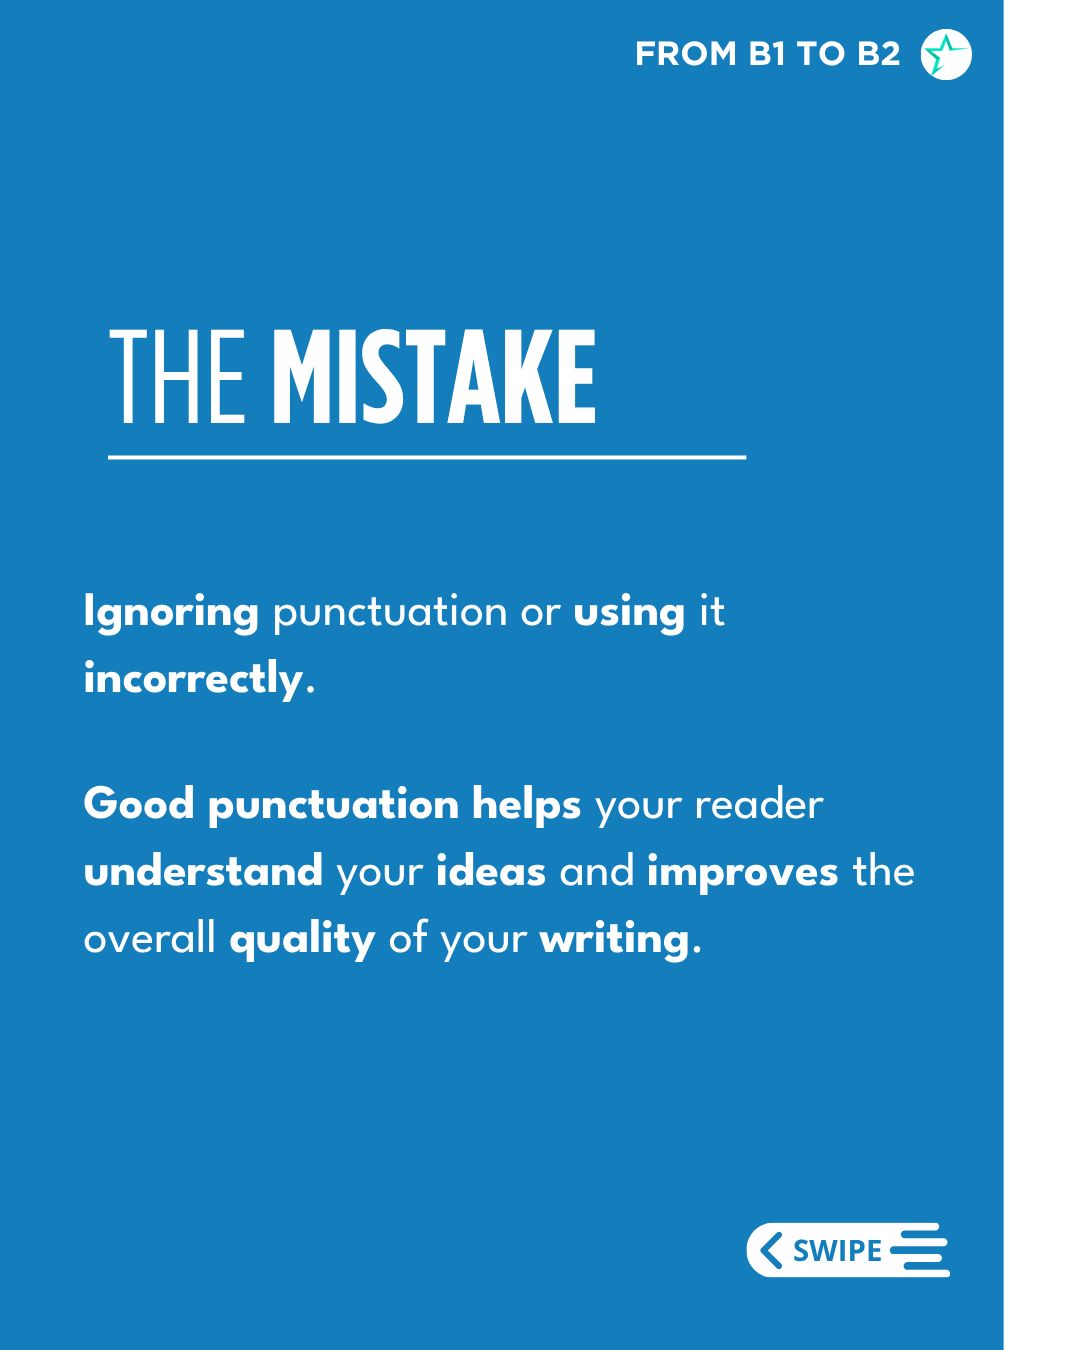 FROM B1 TO B2
THE MISTAKE
Ignoring punctuation or using it
incorrectly.
Good punctuation helps your reader
understand your ideas and improves the
overall quality of your writing.
SWIPE